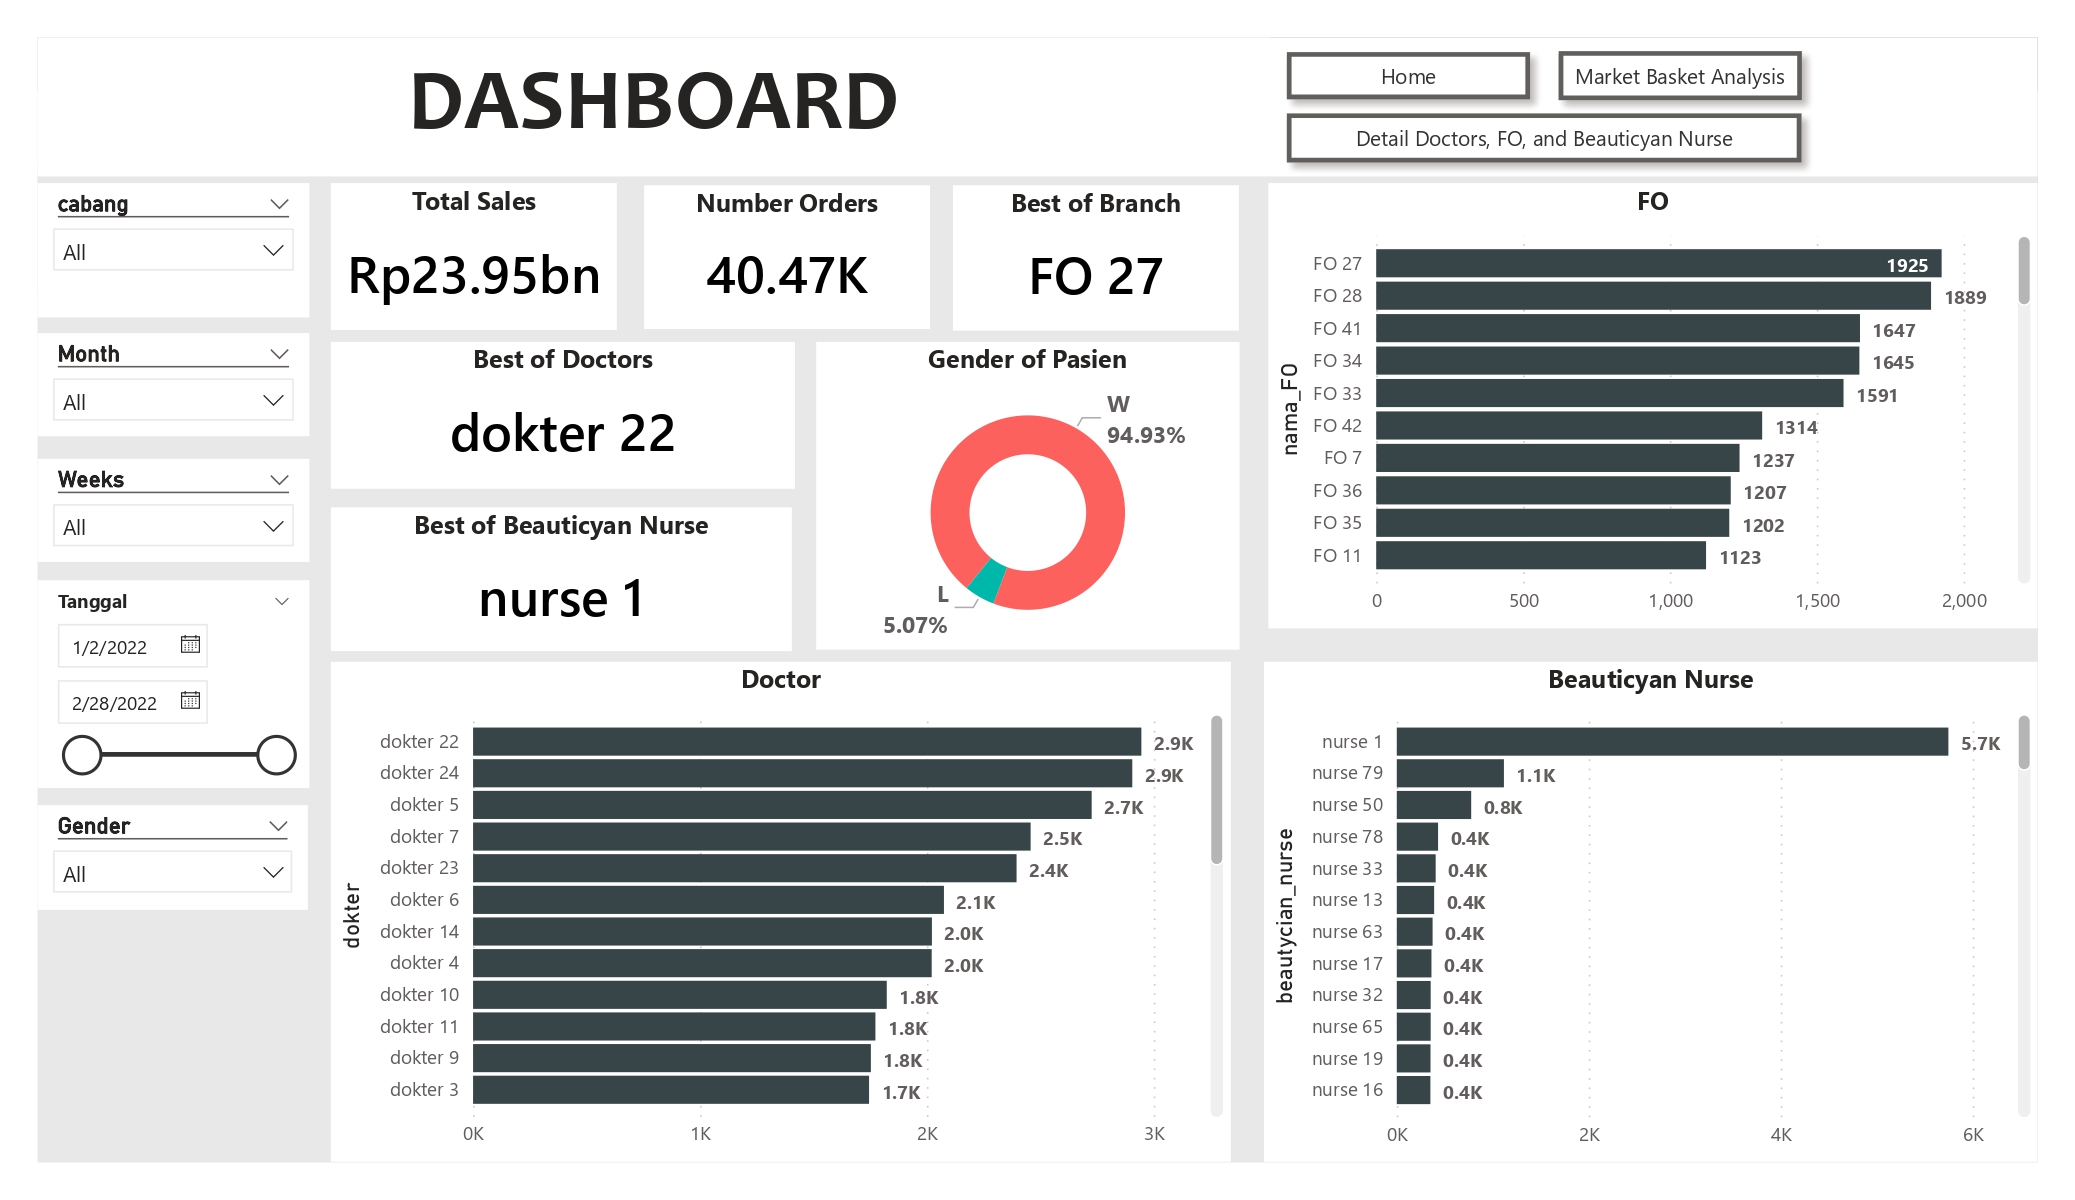 DASHBOARD
Home
Market Basket Analysis
Detail Doctors, FO, and Beauticyan Nurse
cabang
All
Month
All
Weeks
All
Tanggal
1/2/2022
2/28/2022
Gender
All
Total Sales
Rp23.95bn
Number Orders
40.47K
Best of Branch
FO 27
Best of Doctors
dokter 22
Best of Beauticyan Nurse
nurse 1
Gender of Pasien
W
94.93%
L
5.07%
FO
nama_FO
FO 27 1925
FO 28 1889
FO 41 1647
FO 34 1645
FO 33 1591
FO 42 1314
FO 7 1237
FO 36 1207
FO 35 1202
FO 11 1123
0 500 1,000 1,500 2,000
Doctor
dokter
dokter 22 2.9K
dokter 24 2.9K
dokter 5 2.7K
dokter 7 2.5K
dokter 23 2.4K
dokter 6 2.1K
dokter 14 2.0K
dokter 4 2.0K
dokter 10 1.8K
dokter 11 1.8K
dokter 9 1.8K
dokter 3 1.7K
0K 1K 2K 3K
Beauticyan Nurse
beautycian_nurse
nurse 1 5.7K
nurse 79 1.1K
nurse 50 0.8K
nurse 78 0.4K
nurse 33 0.4K
nurse 13 0.4K
nurse 63 0.4K
nurse 17 0.4K
nurse 32 0.4K
nurse 65 0.4K
nurse 19 0.4K
nurse 16 0.4K
0K 2K 4K 6K